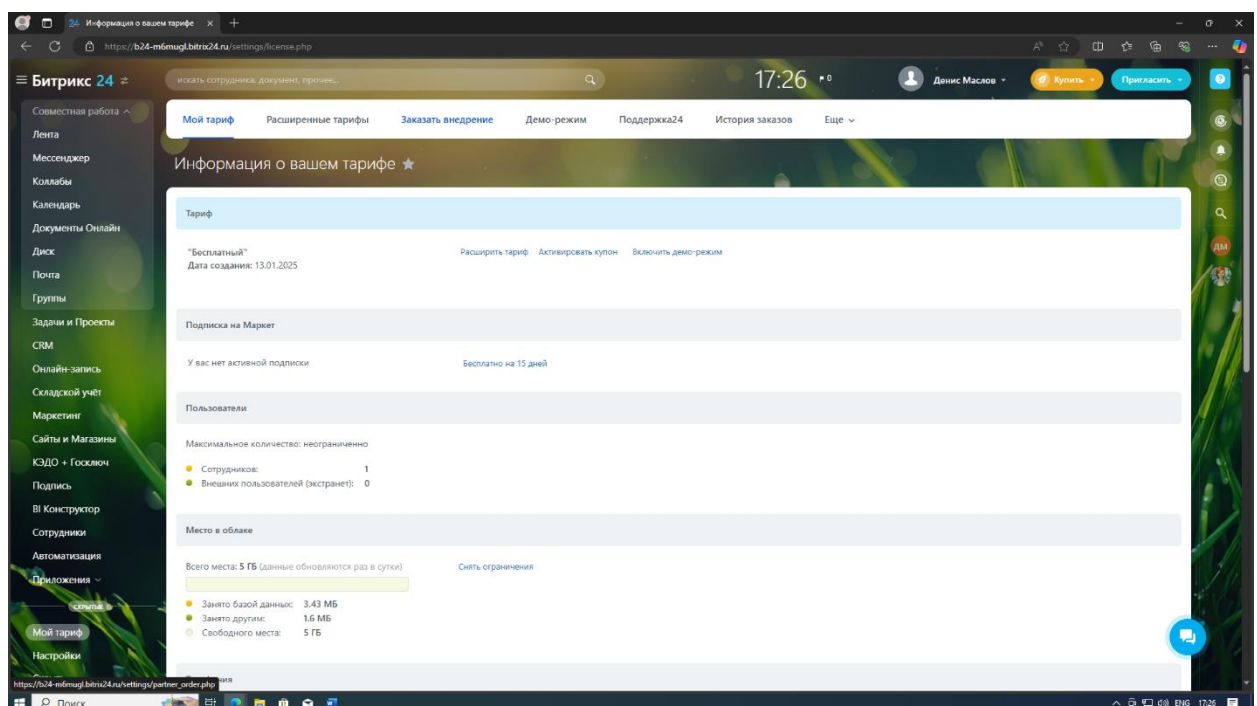 24 Информация о вашем тарифе
https://b24-m6mugl.bitrix24.ru/settings/license.php
Битрикс 24
искать сотрудника, документ, прочее...
17:26
0
Денис Маслов
Купить
Пригласить
Совместная работа
Лента
Мессенджер
Коллабы
Календарь
Документы Онлайн
Диск
Почта
Группы
Задачи и Проекты
CRM
Онлайн-запись
Складской учёт
Маркетинг
Сайты и Магазины
КЭДО + Госключ
Подпись
BI Конструктор
Сотрудники
Автоматизация
Приложения
СКРЫТЫЕ
Мой тариф
Настройки
https://b24-m6mugl.bitrix24.ru/settings/partner_order.php
Мой тариф Расширенные тарифы Заказать внедрение Демо-режим Поддержка24 История заказов Еще
Информация о вашем тарифе
Тариф
"Бесплатный" Расширить тариф Активировать купон Включить демо-режим
Дата создания: 13.01.2025
Подписка на Маркет
У вас нет активной подписки Бесплатно на 15 дней
Пользователи
Максимальное количество: неограниченно
Сотрудников: 1
Внешних пользователей (экстранет): 0
Место в облаке
Всего места: 5 ГБ (данные обновляются раз в сутки) Снять ограничения
Занято базой данных: 3.43 МБ
Занято другим: 1.6 МБ
Свободного места: 5 ГБ
ДМ
Поиск
ENG 17:26